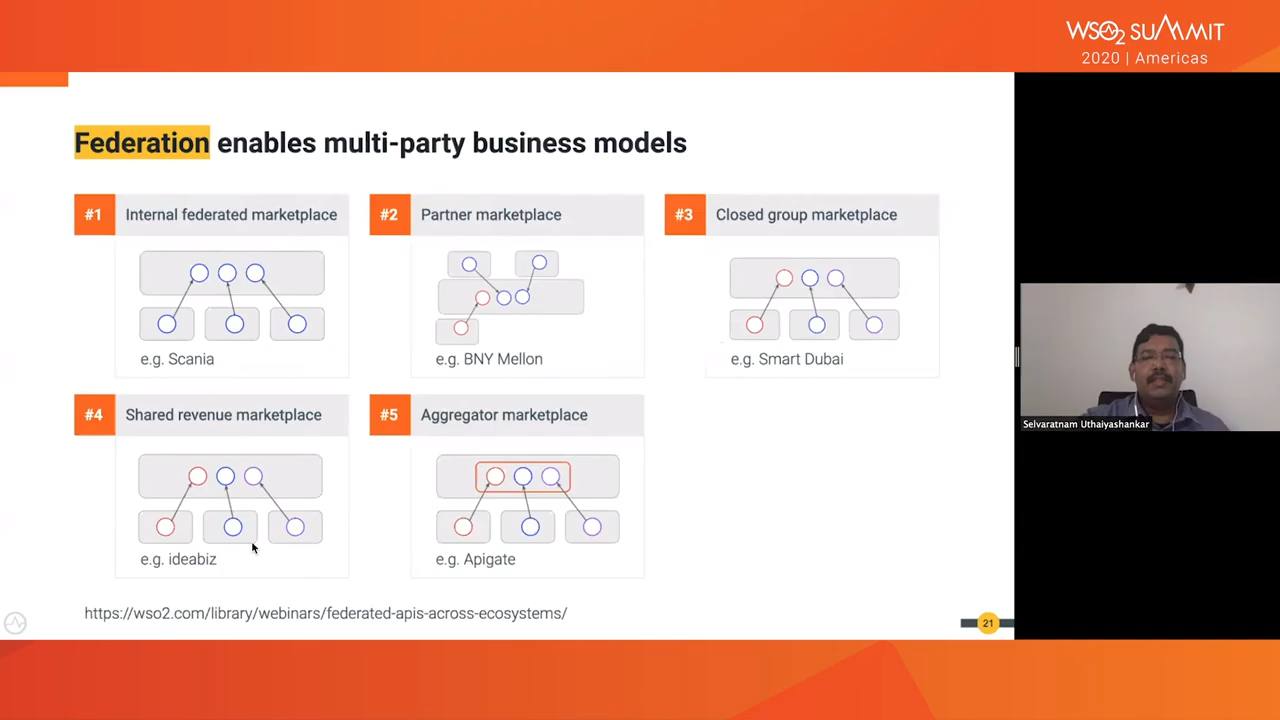 WSO2 SUMMIT
2020 | Americas
Federation enables multi-party business models
#1 Internal federated marketplace
e.g. Scania
#2 Partner marketplace
e.g. BNY Mellon
#3 Closed group marketplace
e.g. Smart Dubai
#4 Shared revenue marketplace
e.g. ideabiz
#5 Aggregator marketplace
e.g. Apigate
https://wso2.com/library/webinars/federated-apis-across-ecosystems/
21
Selvaratnam Uthaiyashankar